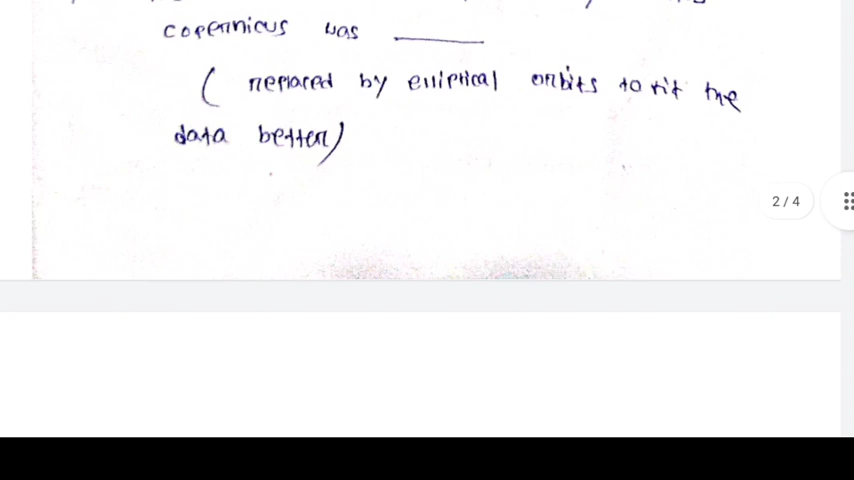 copernicus was ______
( replaced by elliptical orbits to fit the
data better)
2 / 4